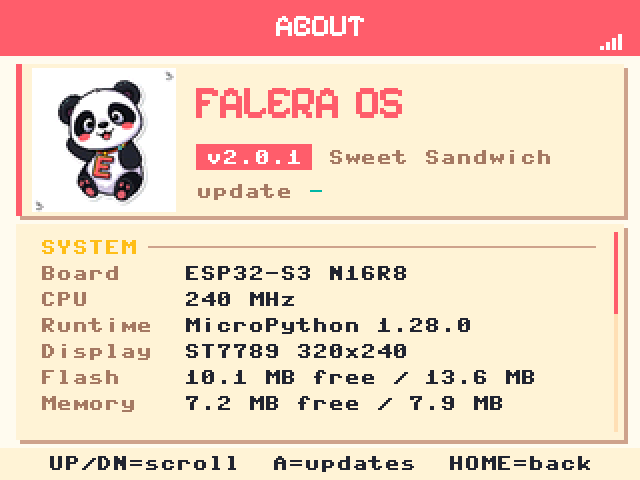 ABOUT
FALERA OS
v2.0.1 Sweet Sandwich
update -
E
SYSTEM
Board ESP32-S3 N16R8
CPU 240 MHz
Runtime MicroPython 1.28.0
Display ST7789 320x240
Flash 10.1 MB free / 13.6 MB
Memory 7.2 MB free / 7.9 MB
UP/DN=scroll A=updates HOME=back